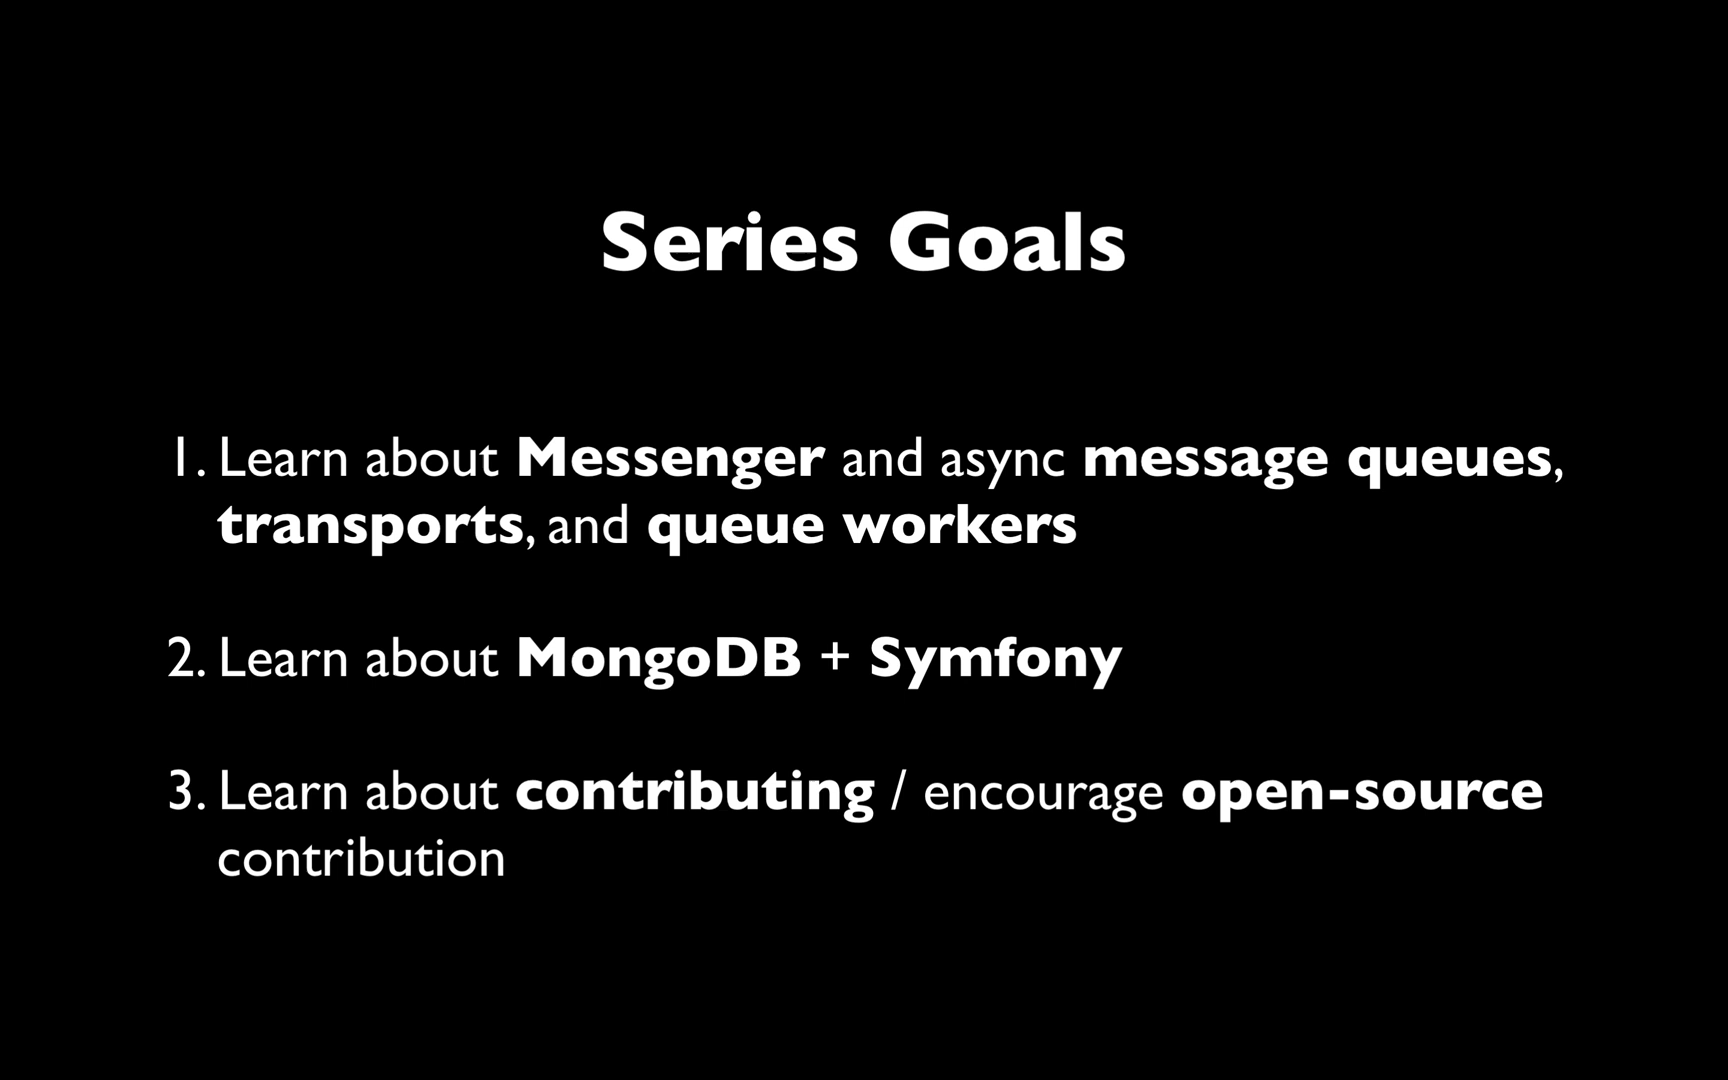 Series Goals
1. Learn about Messenger and async message queues,
transports, and queue workers
2. Learn about MongoDB + Symfony
3. Learn about contributing / encourage open-source
contribution